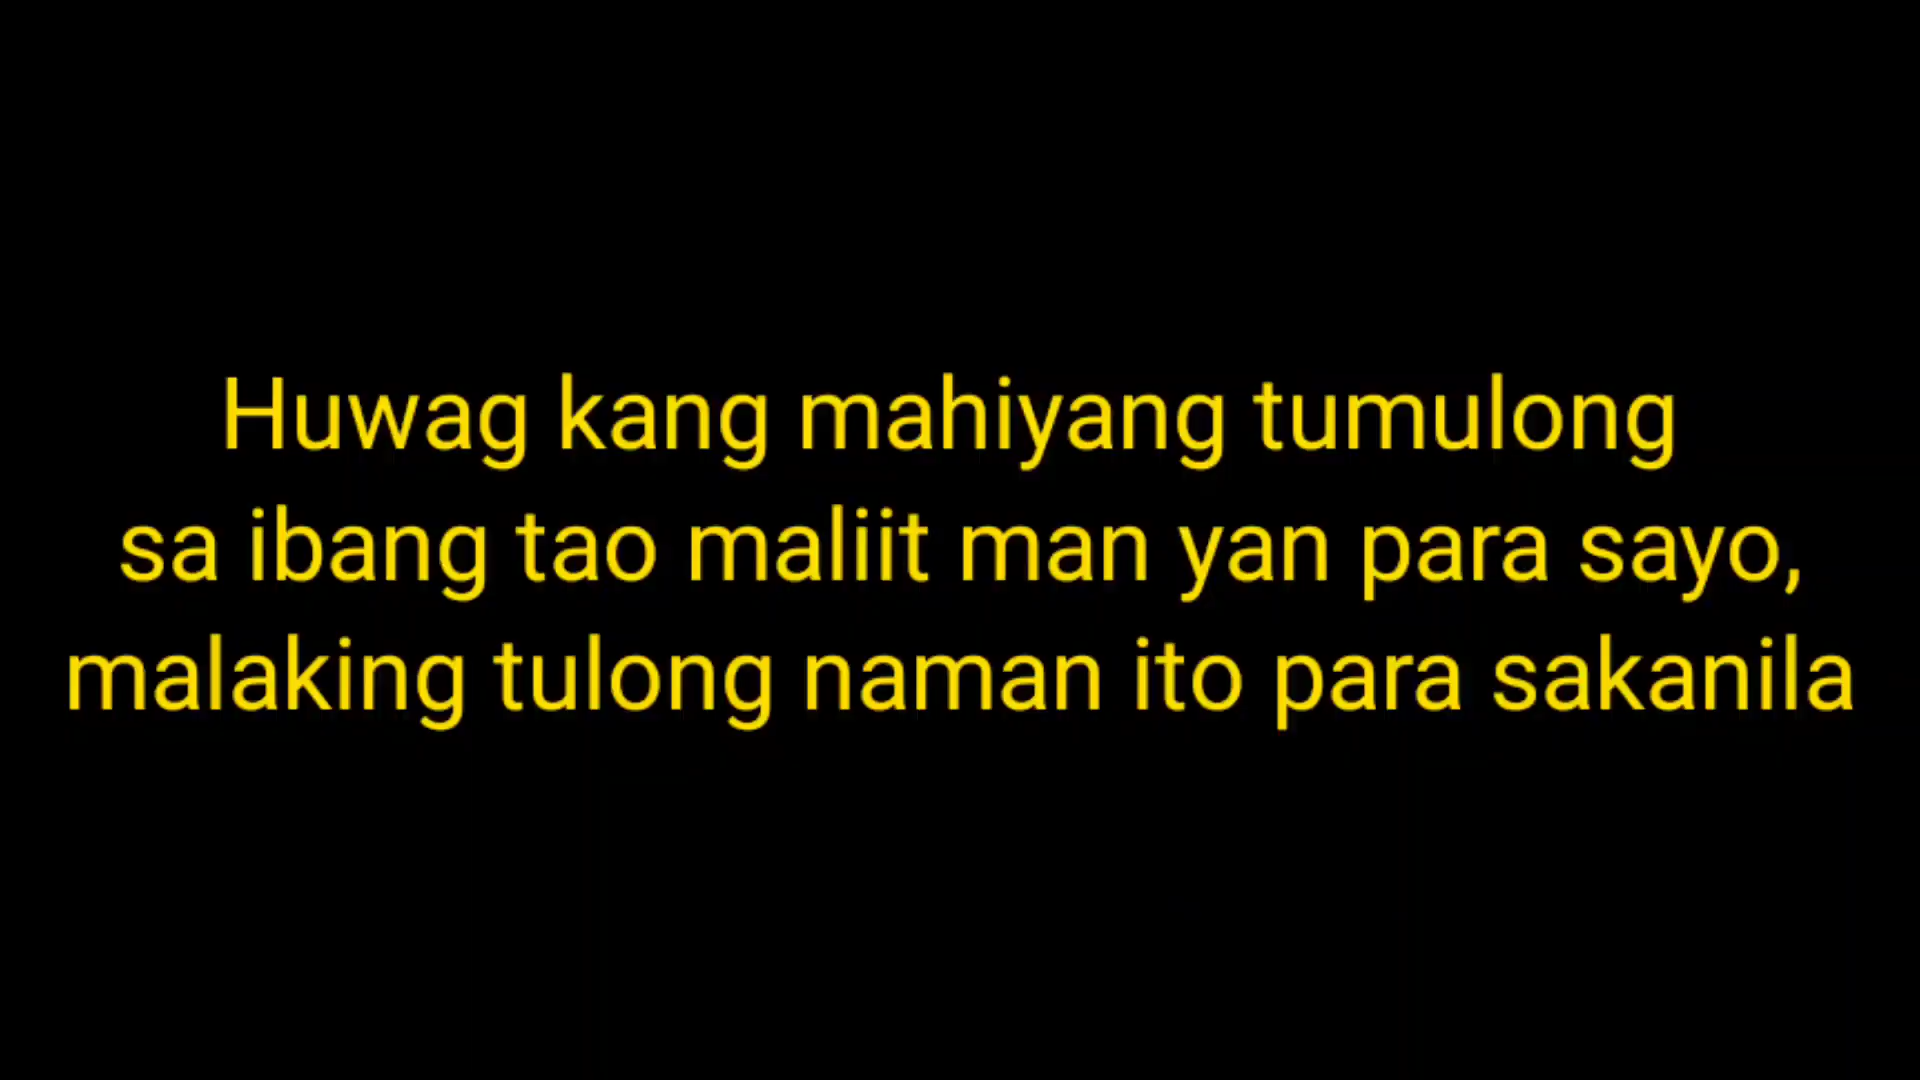 Huwag kang mahiyang tumulong
sa ibang tao maliit man yan para sayo,
malaking tulong naman ito para sakanila